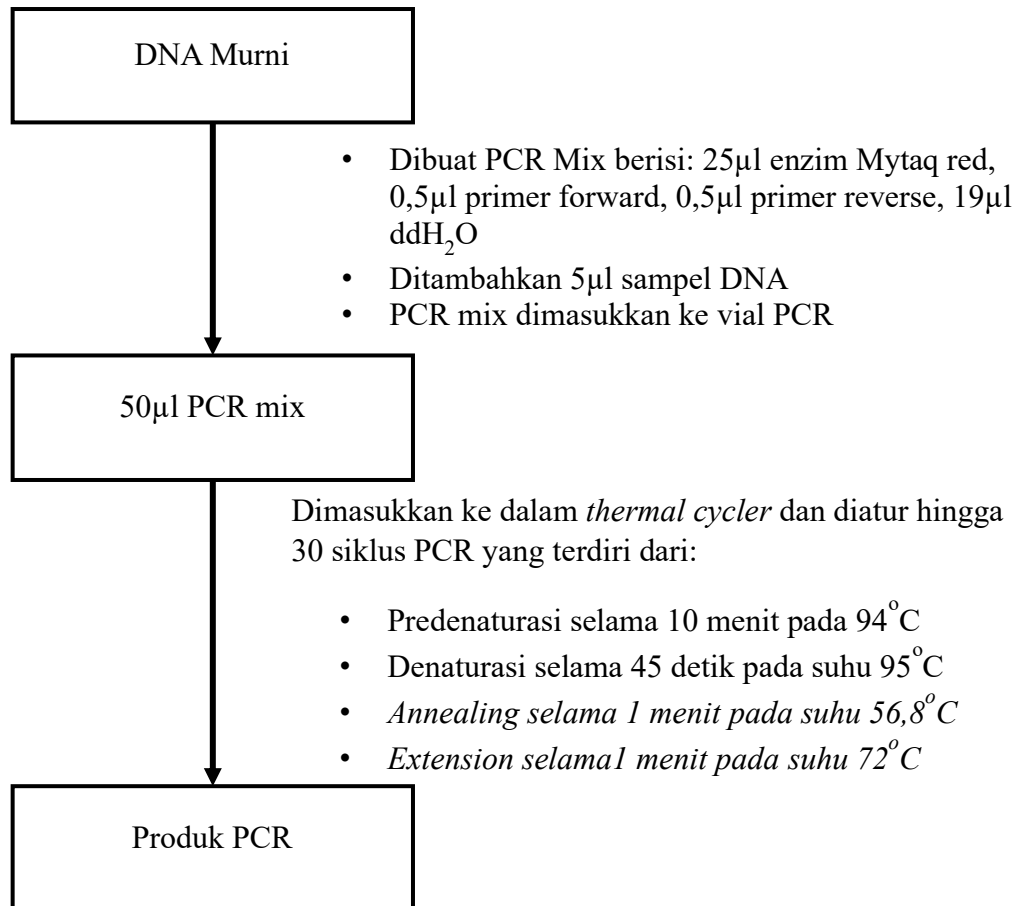 DNA Murni
• Dibuat PCR Mix berisi: 25µl enzim Mytaq red,
0,5µl primer forward, 0,5µl primer reverse, 19µl
ddH₂O
• Ditambahkan 5µl sampel DNA
• PCR mix dimasukkan ke vial PCR
50µl PCR mix
Dimasukkan ke dalam thermal cycler dan diatur hingga
30 siklus PCR yang terdiri dari:
• Predenaturasi selama 10 menit pada 94°C
• Denaturasi selama 45 detik pada suhu 95°C
• Annealing selama 1 menit pada suhu 56,8°C
• Extension selama1 menit pada suhu 72°C
Produk PCR